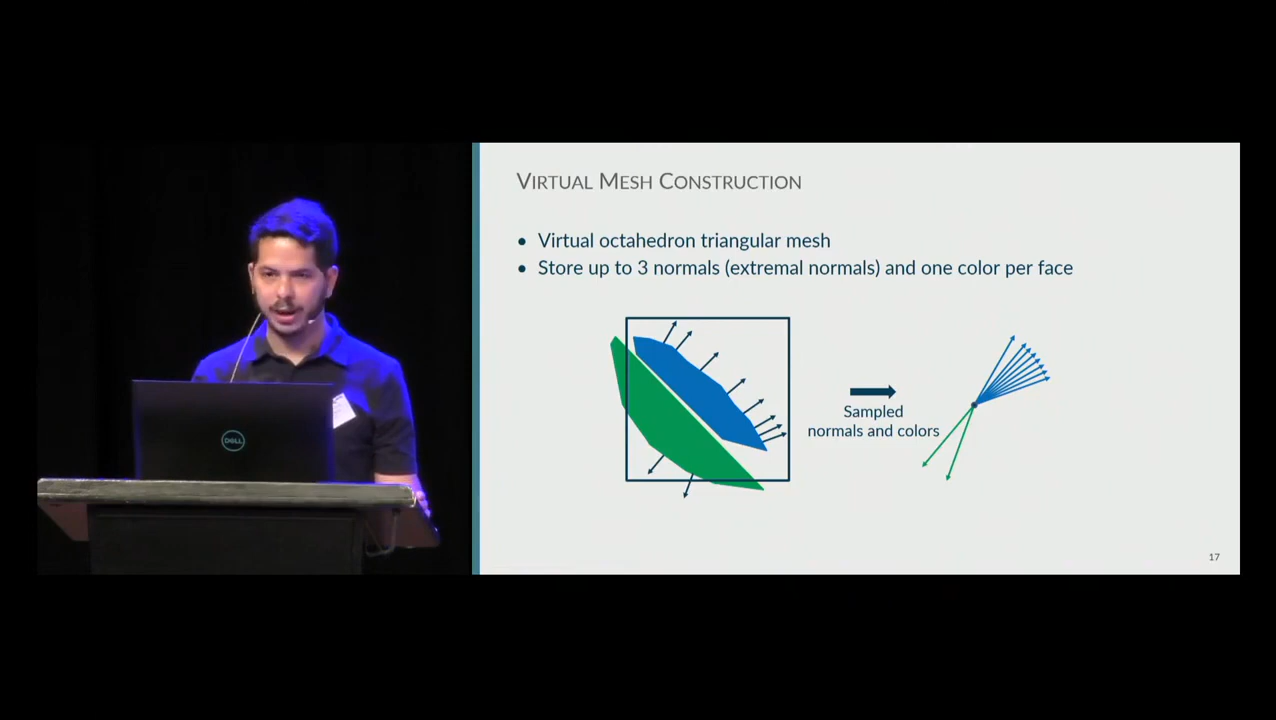 VIRTUAL MESH CONSTRUCTION
• Virtual octahedron triangular mesh
• Store up to 3 normals (extremal normals) and one color per face
Sampled
normals and colors
DELL
17